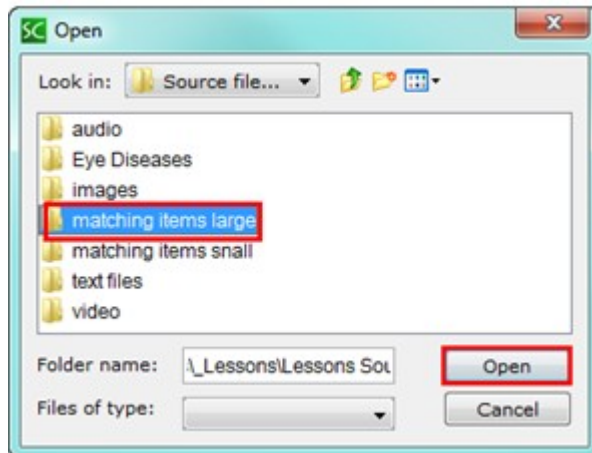 SC Open
Look in: Source file...
audio
Eye Diseases
images
matching items large
matching items snall
text files
video
Folder name: .\_Lessons\Lessons Sou Open
Files of type: Cancel